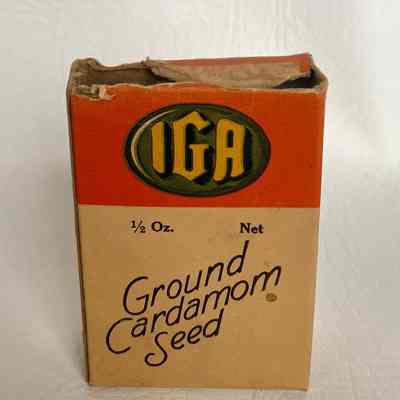 IGA
½ Oz. Net
Ground
Cardamom
Seed